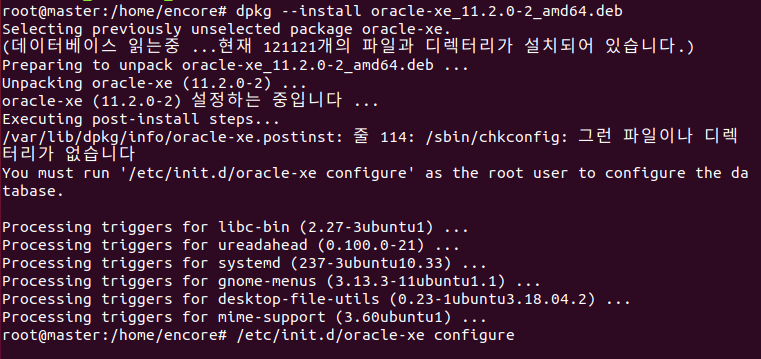 root@master:/home/encore# dpkg --install oracle-xe_11.2.0-2_amd64.deb
Selecting previously unselected package oracle-xe.
(데이터베이스 읽는중 ...현재 121121개의 파일과 디렉터리가 설치되어 있습니다.)
Preparing to unpack oracle-xe_11.2.0-2_amd64.deb ...
Unpacking oracle-xe (11.2.0-2) ...
oracle-xe (11.2.0-2) 설정하는 중입니다 ...
Executing post-install steps...
/var/lib/dpkg/info/oracle-xe.postinst: 줄 114: /sbin/chkconfig: 그런 파일이나 디렉
터리가 없습니다
You must run '/etc/init.d/oracle-xe configure' as the root user to configure the da
tabase.
Processing triggers for libc-bin (2.27-3ubuntu1) ...
Processing triggers for ureadahead (0.100.0-21) ...
Processing triggers for systemd (237-3ubuntu10.33) ...
Processing triggers for gnome-menus (3.13.3-11ubuntu1.1) ...
Processing triggers for desktop-file-utils (0.23-1ubuntu3.18.04.2) ...
Processing triggers for mime-support (3.60ubuntu1) ...
root@master:/home/encore# /etc/init.d/oracle-xe configure